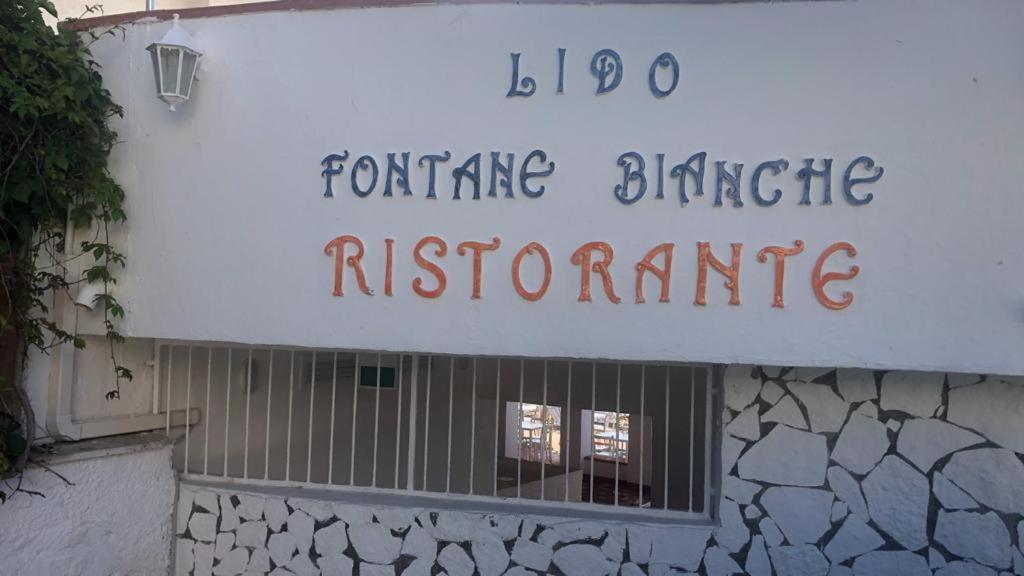 LIDO
FONTANE BIANCHE
RISTORANTE